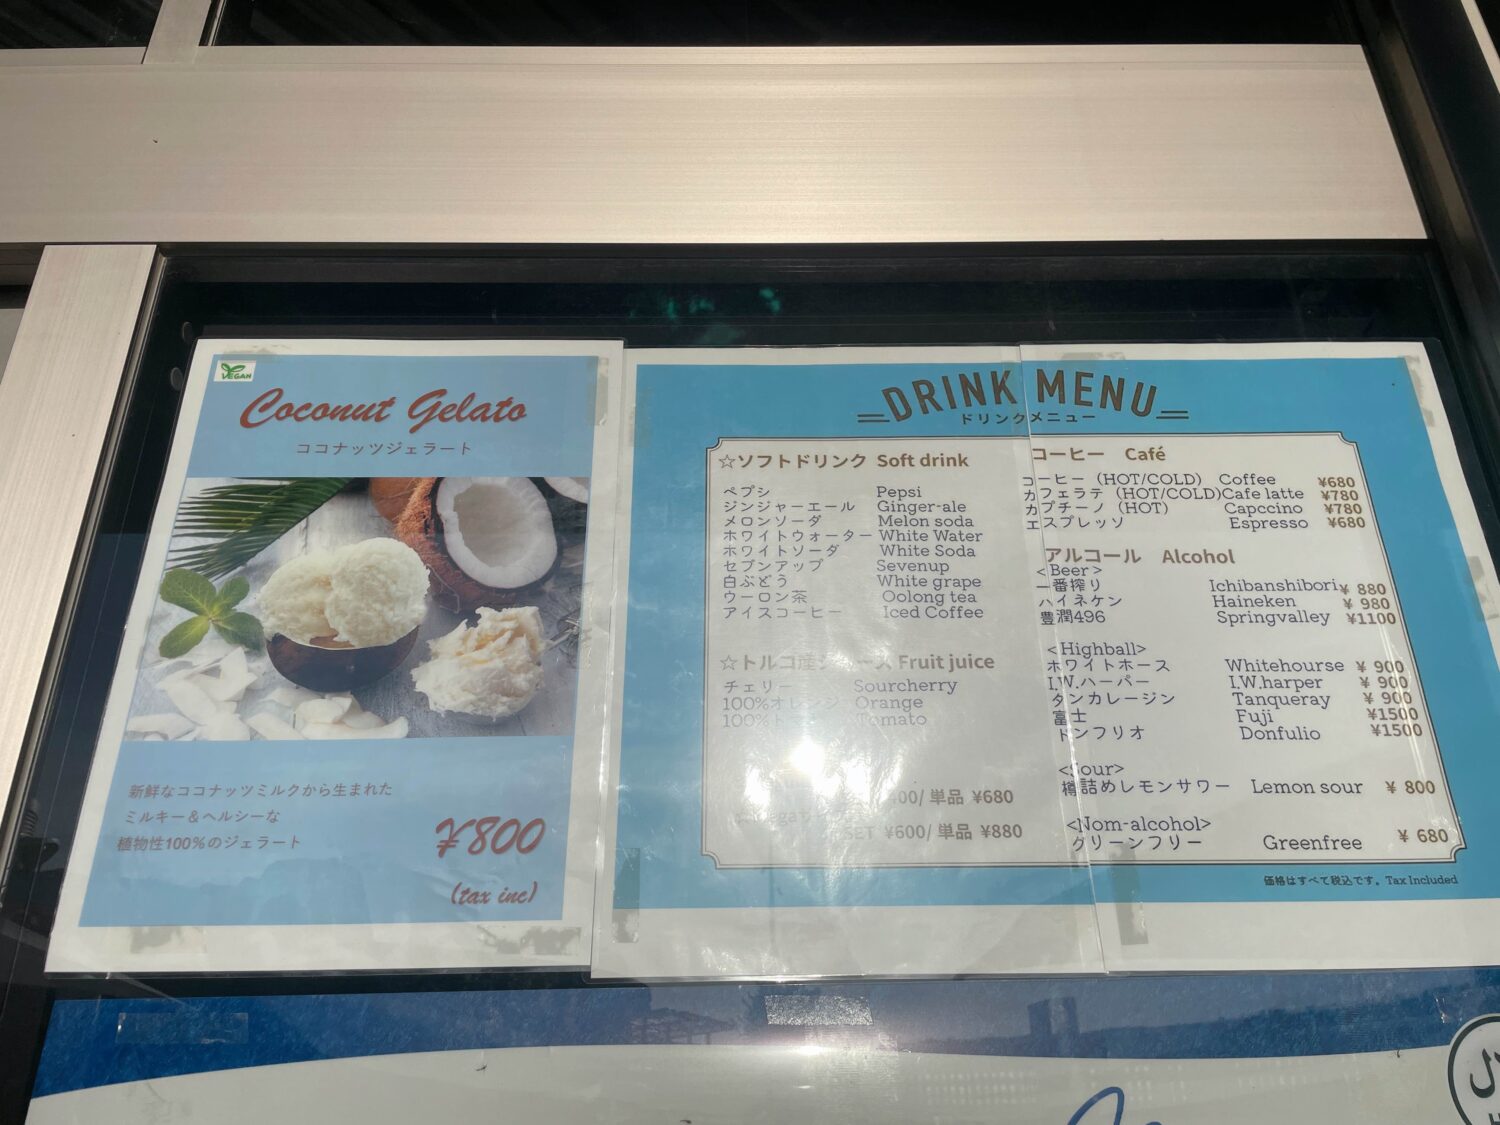 VEGAN
Coconut Gelato
ココナッツジェラート
新鮮なココナッツミルクから生まれた
ミルキー＆ヘルシーな
植物性100%のジェラート
¥800
(tax inc)
DRINK MENU
ドリンクメニュー
☆ソフトドリンク Soft drink
ペプシ Pepsi
ジンジャーエール Ginger-ale
メロンソーダ Melon soda
ホワイトウォーター White Water
ホワイトソーダ White Soda
セブンアップ Sevenup
白ぶどう White grape
ウーロン茶 Oolong tea
アイスコーヒー Iced Coffee
☆トルコ産ジュース Fruit juice
チェリー Sourcherry
100%オレンジ Orange
100% Tomato
/単品 ¥680
SET ¥600/単品 ¥880
コーヒー Café
コーヒー (HOT/COLD) Coffee ¥680
カフェラテ (HOT/COLD)Cafe latte ¥780
カプチーノ (HOT) Capccino ¥780
エスプレッソ Espresso ¥680
アルコール Alcohol
<Beer>
一番搾り Ichibanshibori ¥ 880
ハイネケン Haineken ¥ 980
豊潤496 Springvalley ¥1100
<Highball>
ホワイトホース Whitehourse ¥ 900
I.W.ハーパー I.W.harper ¥ 900
タンカレージン Tanqueray ¥ 900
富士 Fuji ¥1500
ドンフリオ Donfulio ¥1500
<Sour>
樽詰めレモンサワー Lemon sour ¥ 800
<Nom-alcohol>
グリーンフリー Greenfree ¥ 680
価格はすべて税込です。Tax Included